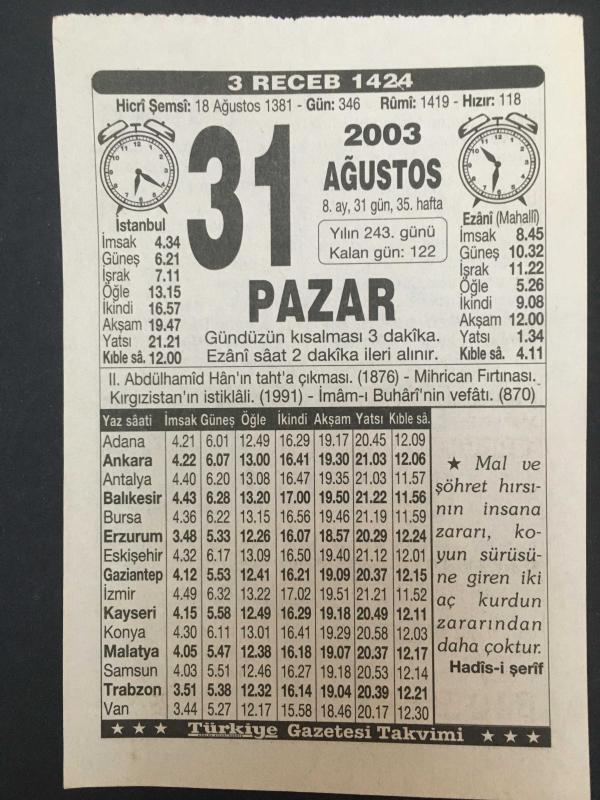 3 RECEB 1424
Hicrî Şemsî: 18 Ağustos 1381 - Gün: 346 Rûmî: 1419 - Hızır: 118
31
2003
AĞUSTOS
8. ay, 31 gün, 35. hafta
Yılın 243. günü
Kalan gün: 122
PAZAR
Gündüzün kısalması 3 dakîka.
Ezânî sâat 2 dakîka ileri alınır.
İstanbul
İmsak 4.34
Güneş 6.21
İşrak 7.11
Öğle 13.15
İkindi 16.57
Akşam 19.47
Yatsı 21.21
Kıble sâ. 12.00
Ezânî (Mahallî)
İmsak 8.45
Güneş 10.32
İşrak 11.22
Öğle 5.26
İkindi 9.08
Akşam 12.00
Yatsı 1.34
Kıble sâ. 4.11
II. Abdülhamîd Hân'ın taht'a çıkması. (1876) - Mihrican Fırtınası.
Kırgızistan'ın istiklâli. (1991) - İmâm-ı Buhârî'nin vefâtı. (870)
Yaz sâati İmsak Güneş Öğle İkindi Akşam Yatsı Kıble sâ.
Adana 4.21 6.01 12.49 16.29 19.17 20.45 12.09
Ankara 4.22 6.07 13.00 16.41 19.30 21.03 12.06
Antalya 4.40 6.20 13.08 16.47 19.35 21.03 11.57
Balıkesir 4.43 6.28 13.20 17.00 19.50 21.22 11.56
Bursa 4.36 6.22 13.15 16.56 19.46 21.19 11.59
Erzurum 3.48 5.33 12.26 16.07 18.57 20.29 12.24
Eskişehir 4.32 6.17 13.09 16.50 19.40 21.12 12.01
Gaziantep 4.12 5.53 12.41 16.21 19.09 20.37 12.15
İzmir 4.49 6.32 13.22 17.02 19.51 21.21 11.52
Kayseri 4.15 5.58 12.49 16.29 19.18 20.49 12.11
Konya 4.30 6.11 13.01 16.41 19.29 20.58 12.03
Malatya 4.05 5.47 12.38 16.18 19.07 20.37 12.17
Samsun 4.03 5.51 12.46 16.27 19.18 20.53 12.14
Trabzon 3.51 5.38 12.32 16.14 19.04 20.39 12.21
Van 3.44 5.27 12.17 15.58 18.46 20.17 12.30
★ Mal ve
şöhret hırsı-
nın insana
zararı, ko-
yun sürüsü-
ne giren iki
aç kurdun
zararından
daha çoktur.
Hadîs-i şerîf
★ ★ ★ Türkiye Gazetesi Takvimi ★ ★ ★